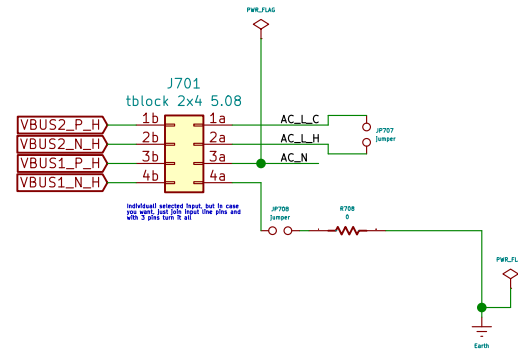 PWR_FLAG
J701
tblock 2x4 5.08
VBUS2_P_H 1b 1a AC_L_C
VBUS2_N_H 2b 2a AC_L_H
JP707
jumper
VBUS1_P_H 3b 3a AC_N
VBUS1_N_H 4b 4a
Individuall selected input, but in case
you want, just join input line pins and
with 3 pins turn it all
JP708
jumper
R708
0
PWR_FL
Earth